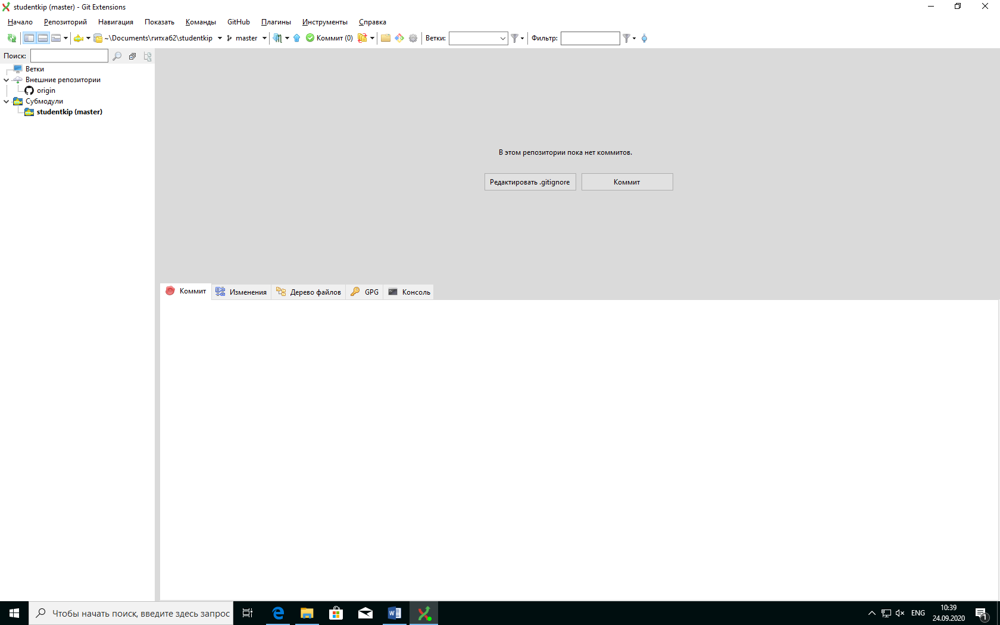 studentkip (master) - Git Extensions
Начало Репозиторий Навигация Показать Команды GitHub Плагины Инструменты Справка
~\Documents\гитхаб2\studentkip master Коммит (0) Ветки: Фильтр:
Поиск:
Ветки
Внешние репозитории
origin
Субмодули
studentkip (master)
В этом репозитории пока нет коммитов.
Редактировать .gitignore Коммит
Коммит Изменения Дерево файлов GPG Консоль
Чтобы начать поиск, введите здесь запрос
ENG
10:39
24.09.2020
1